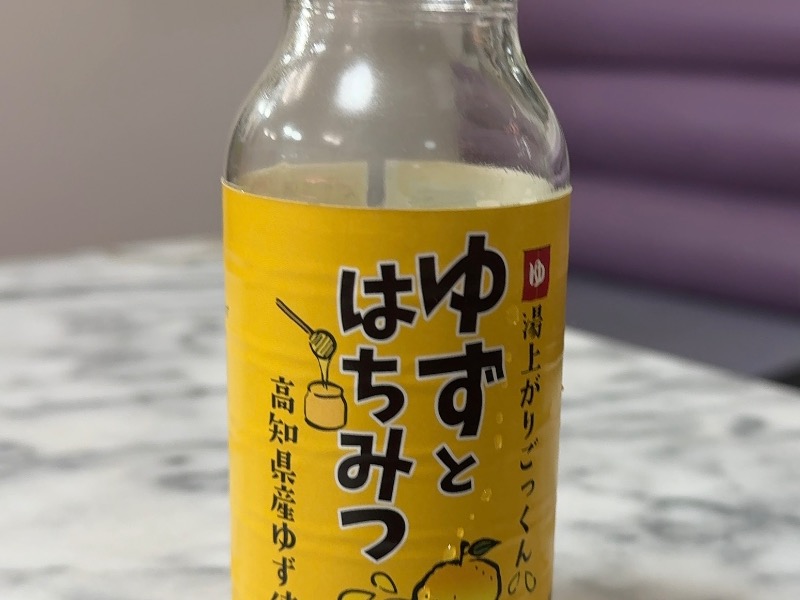 ゆ
湯上がりごっくん
ゆずと
はちみつ
高知県産ゆず